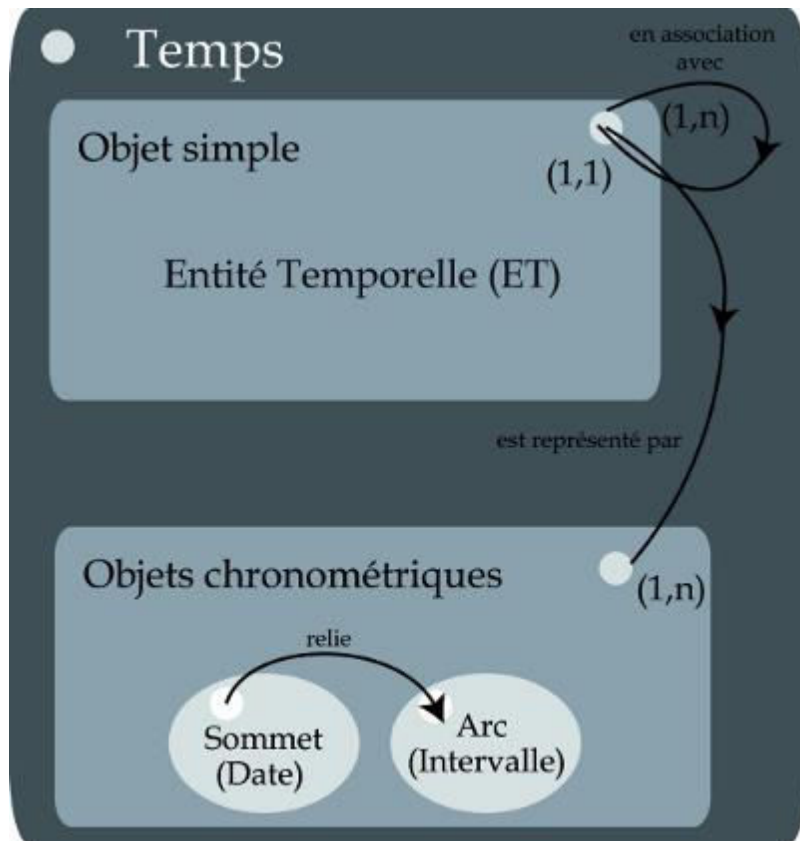 Temps
en association
avec
(1,n)
Objet simple
(1,1)
Entité Temporelle (ET)
est représenté par
Objets chronométriques
(1,n)
relie
Sommet
(Date)
Arc
(Intervalle)